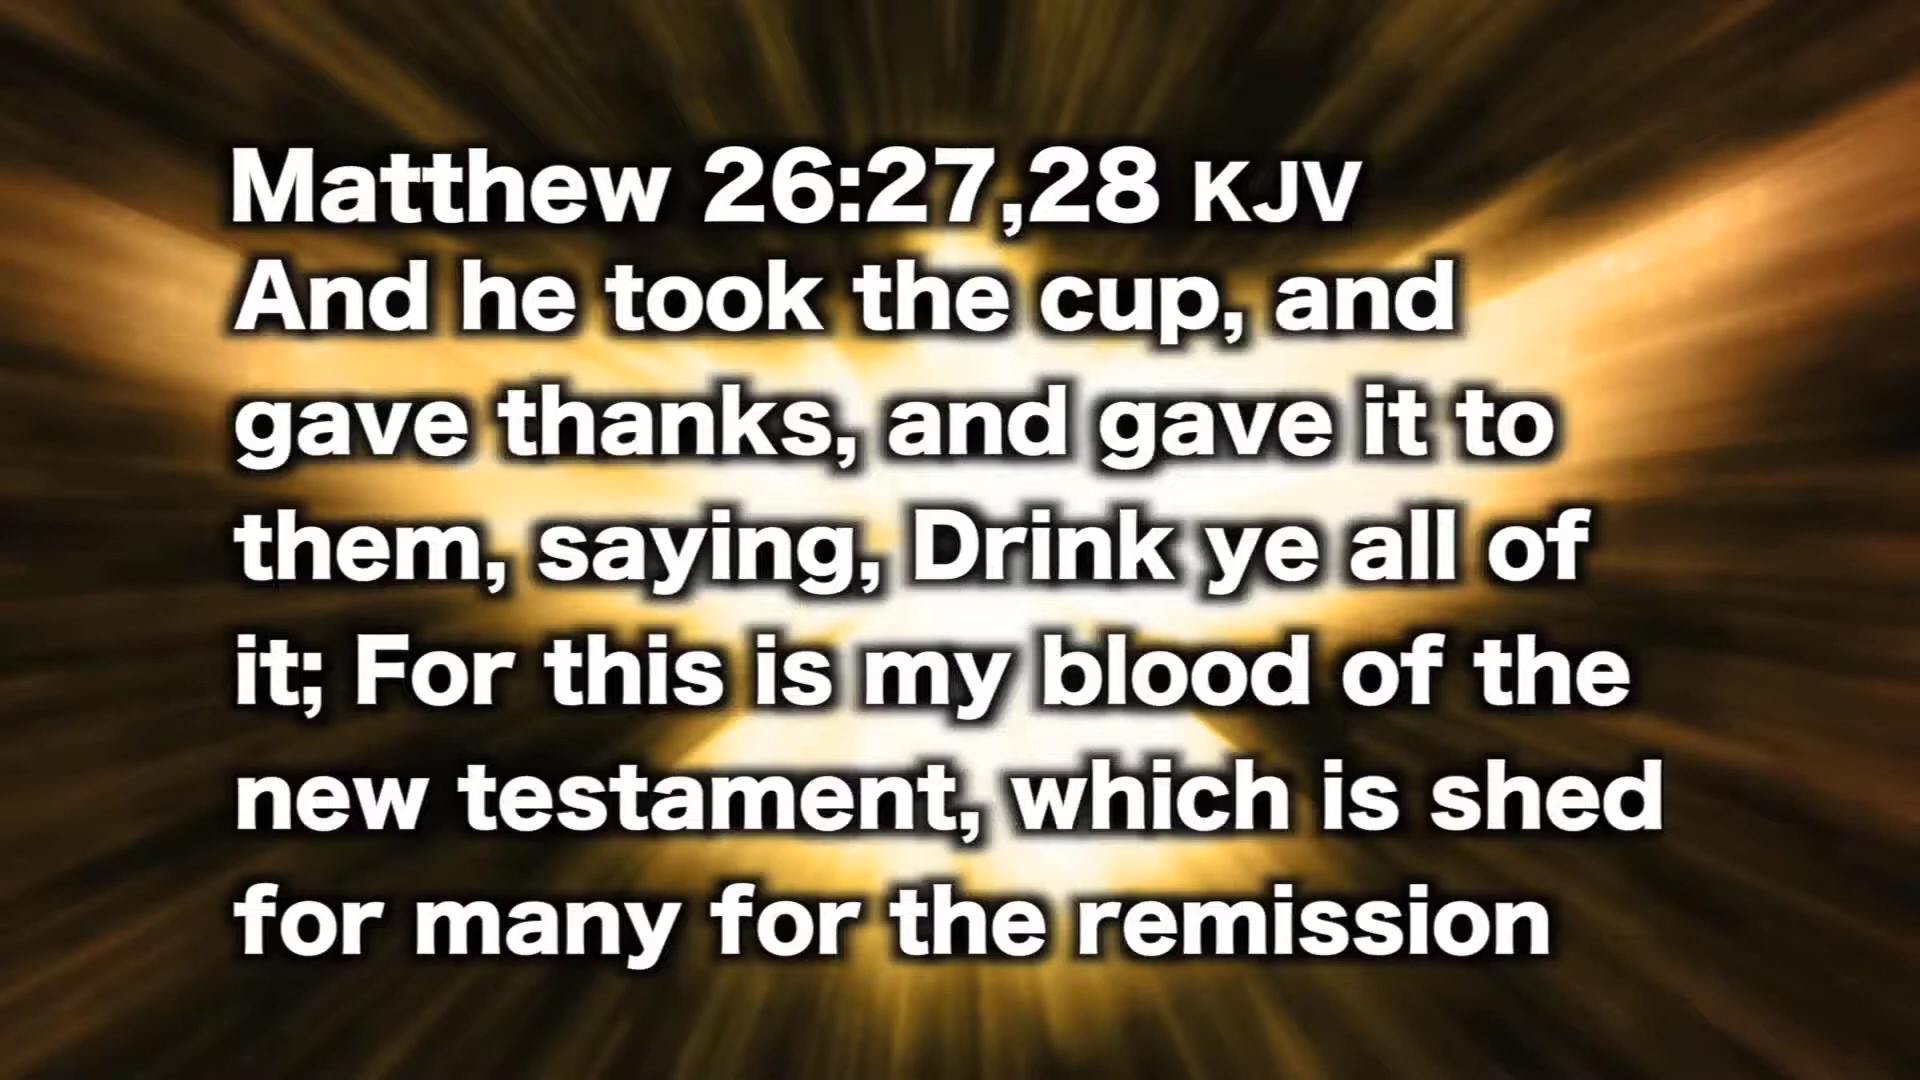 Matthew 26:27,28 KJV
And he took the cup, and
gave thanks, and gave it to
them, saying, Drink ye all of
it; For this is my blood of the
new testament, which is shed
for many for the remission